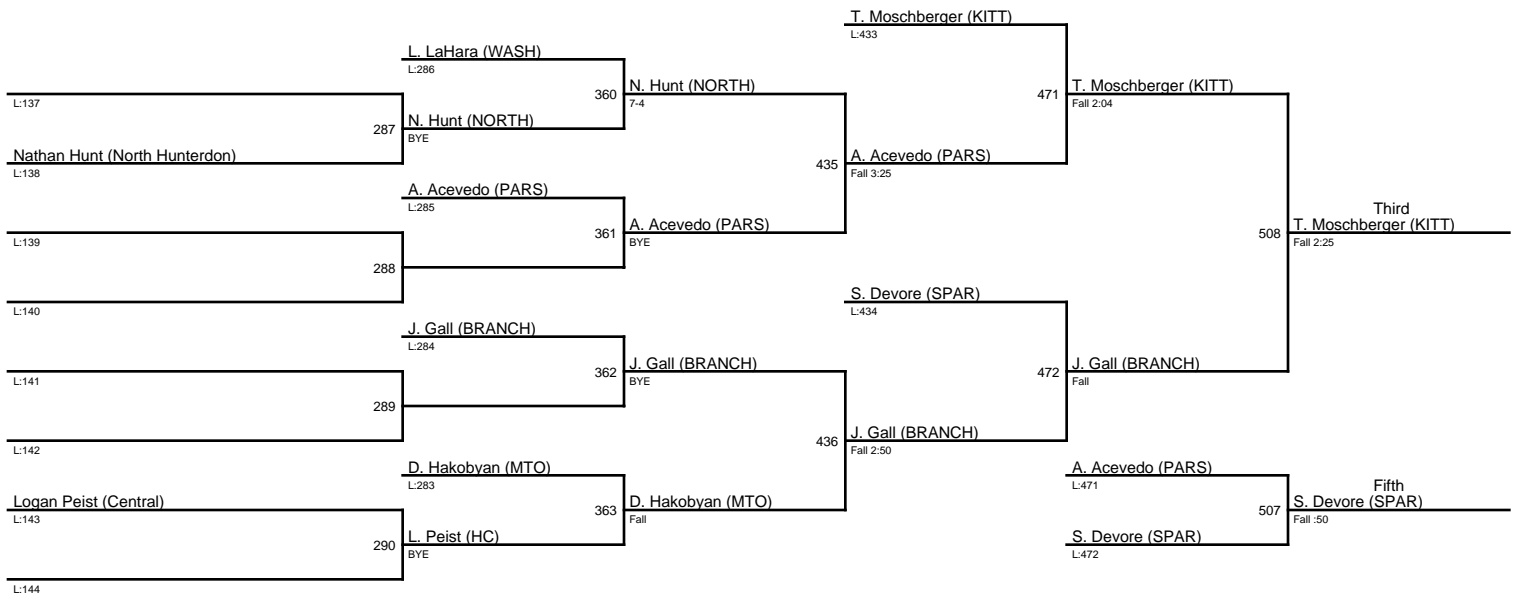 T. Moschberger (KITT)
L:433
L. LaHara (WASH)
L:286
360
N. Hunt (NORTH)
7-4
471
T. Moschberger (KITT)
Fall 2:04
L:137
287
N. Hunt (NORTH)
BYE
Nathan Hunt (North Hunterdon)
L:138
435
A. Acevedo (PARS)
Fall 3:25
A. Acevedo (PARS)
L:285
361
A. Acevedo (PARS)
BYE
Third
508
T. Moschberger (KITT)
Fall 2:25
L:139
288
L:140
S. Devore (SPAR)
L:434
J. Gall (BRANCH)
L:284
362
J. Gall (BRANCH)
BYE
472
J. Gall (BRANCH)
Fall
L:141
289
L:142
436
J. Gall (BRANCH)
Fall 2:50
D. Hakobyan (MTO)
L:283
A. Acevedo (PARS)
L:471
Logan Peist (Central)
L:143
363
D. Hakobyan (MTO)
Fall
Fifth
507
S. Devore (SPAR)
Fall :50
290
L. Peist (HC)
BYE
S. Devore (SPAR)
L:472
L:144